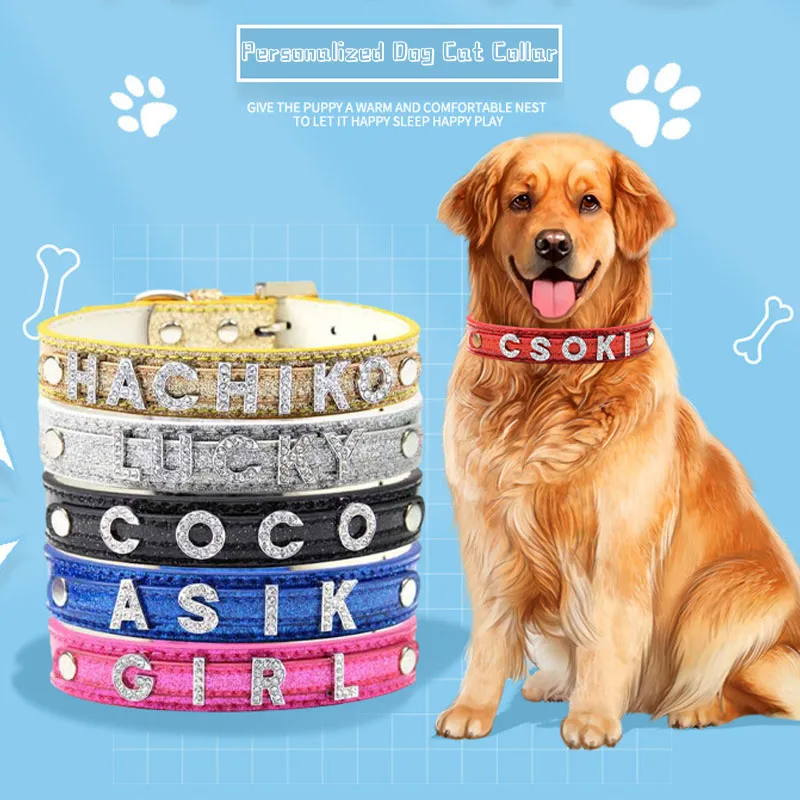 Personalized Dog Cat Collar
GIVE THE PUPPY A WARM AND COMFORTABLE NEST
TO LET IT HAPPY SLEEP HAPPY PLAY
CSOKI
HACHIKO
LUCKY
COCO
ASIK
GIRL